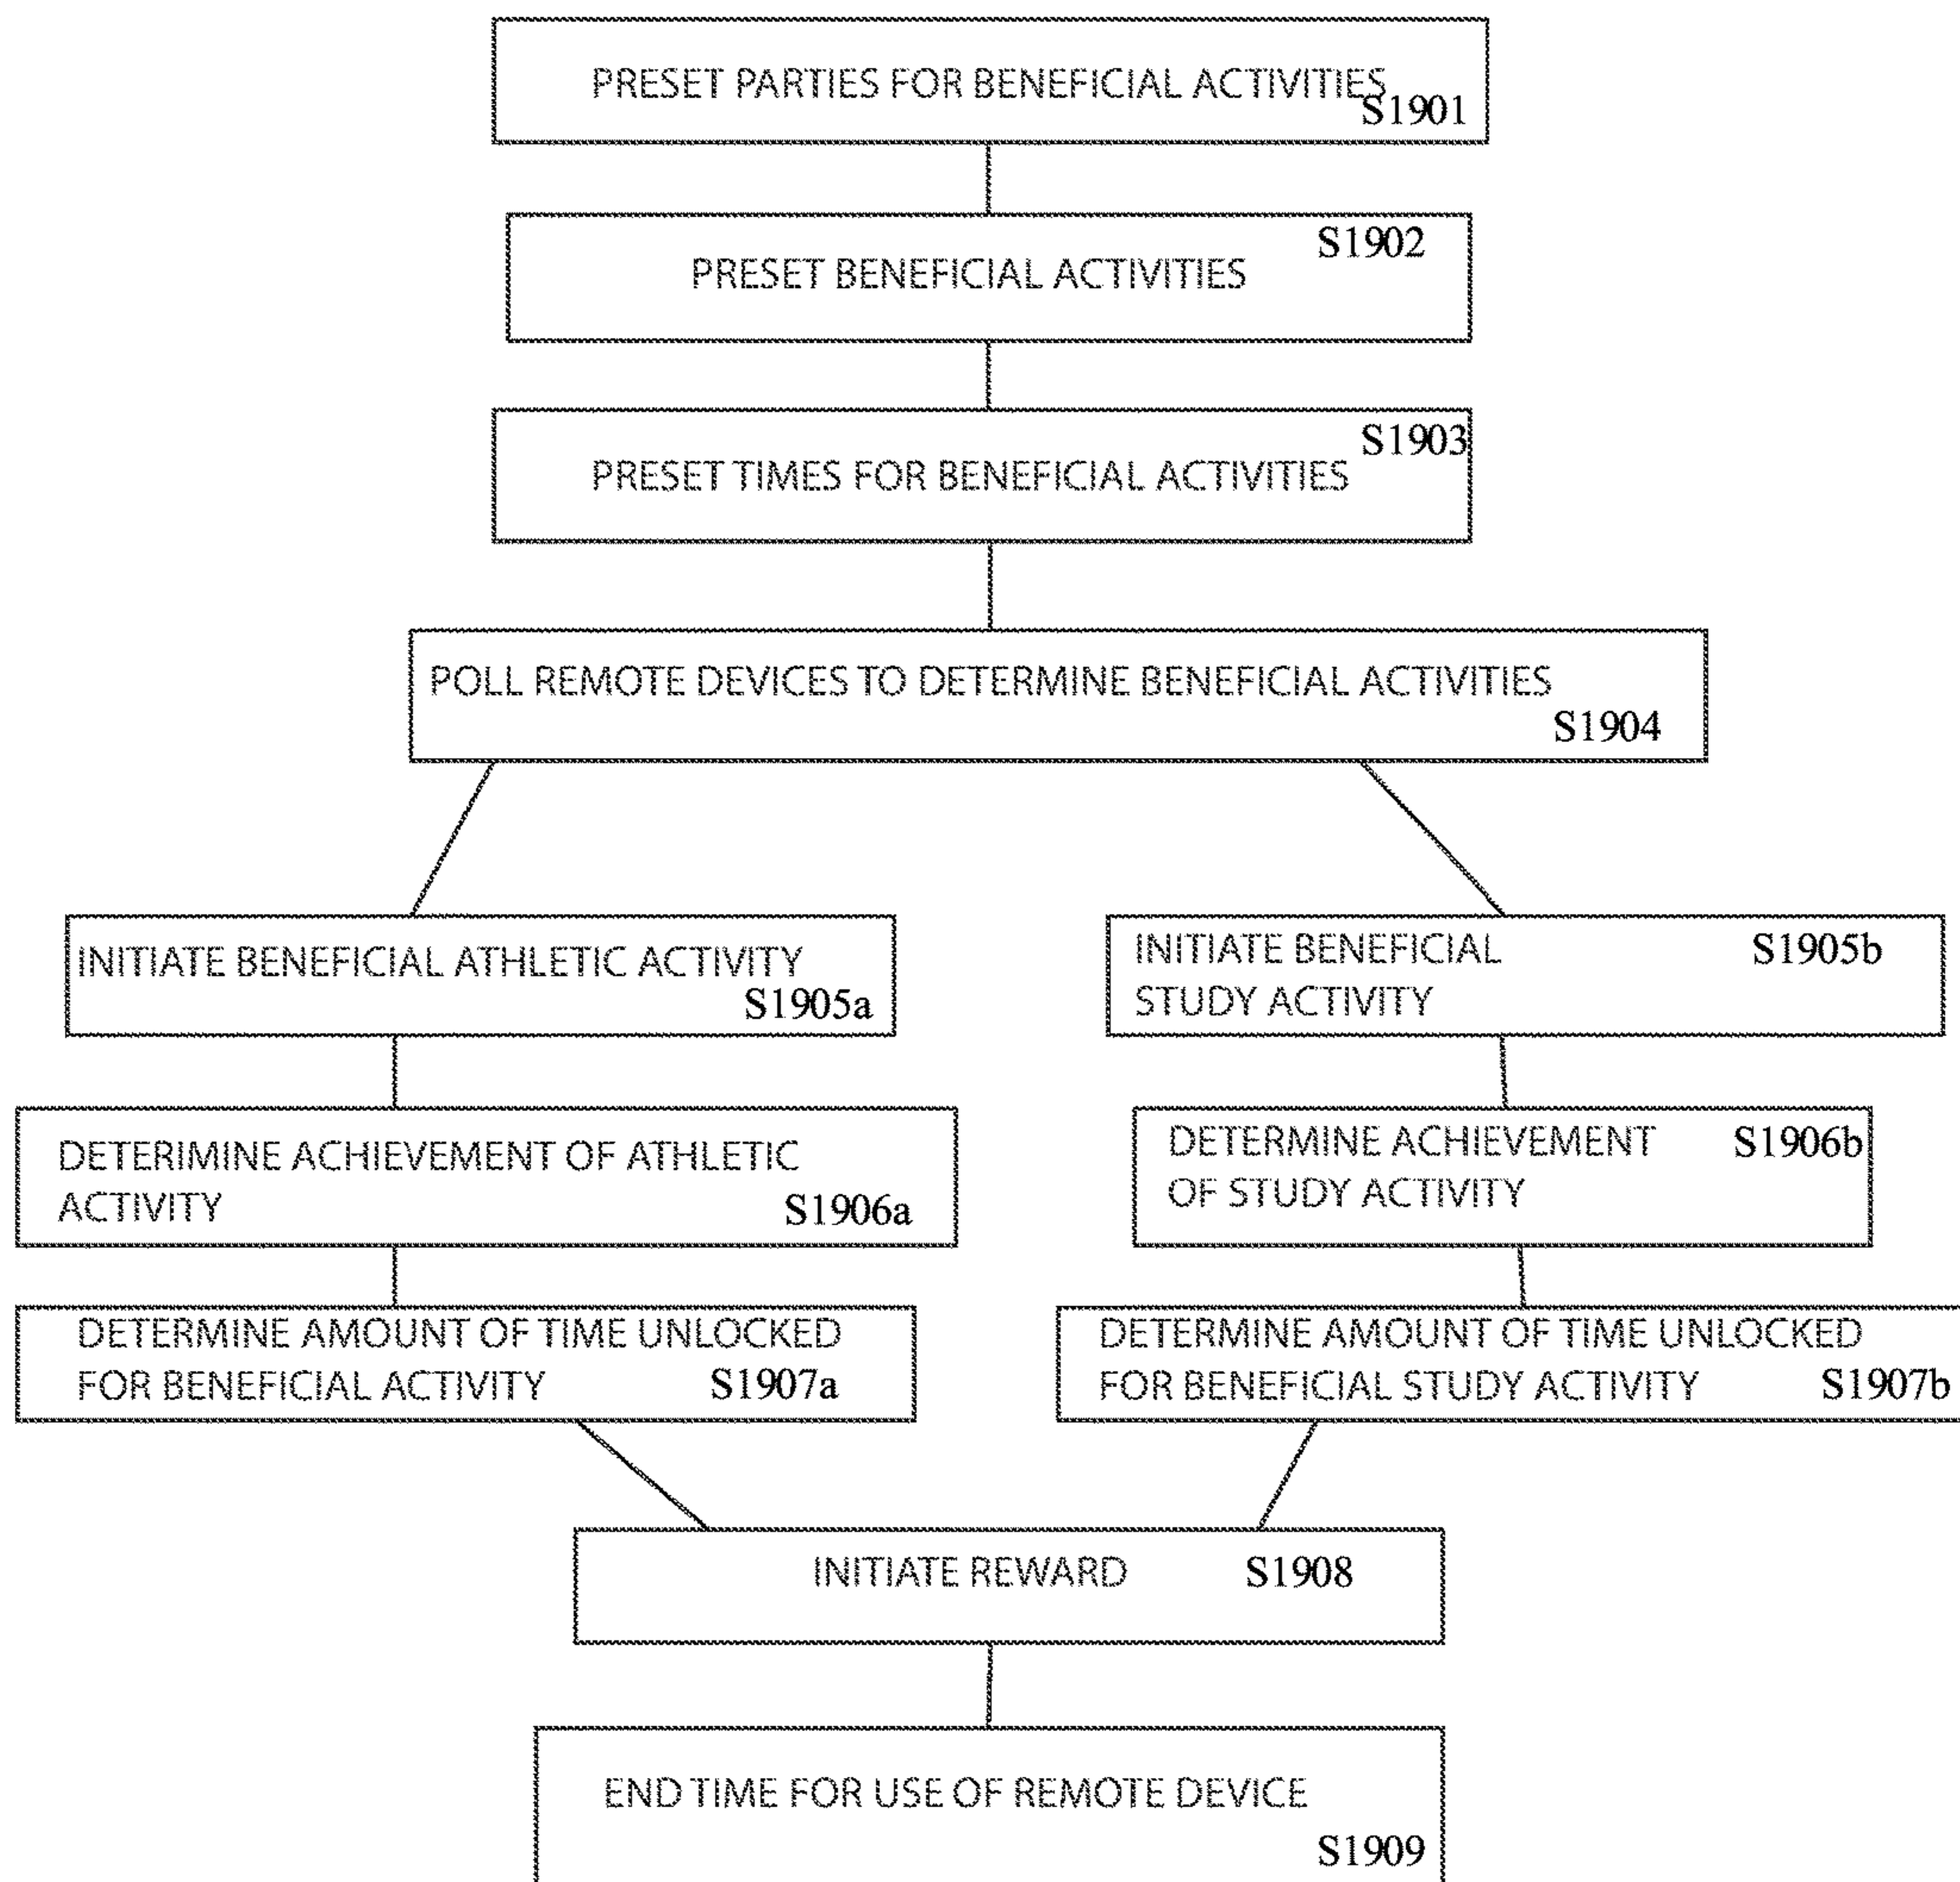 PRESET PARTIES FOR BENEFICIAL ACTIVITIES
S1901
S1902
PRESET BENEFICIAL ACTIVITIES
S1903
PRESET TIMES FOR BENEFICIAL ACTIVITIES
POLL REMOTE DEVICES TO DETERMINE BENEFICIAL ACTIVITIES
S1904
INITIATE BENEFICIAL ATHLETIC ACTIVITY
S1905a
INITIATE BENEFICIAL S1905b
STUDY ACTIVITY
DETERIMINE ACHIEVEMENT OF ATHLETIC
ACTIVITY S1906a
DETERMINE ACHIEVEMENT S1906b
OF STUDY ACTIVITY
DETERMINE AMOUNT OF TIME UNLOCKED
FOR BENEFICIAL ACTIVITY S1907a
DETERMINE AMOUNT OF TIME UNLOCKED
FOR BENEFICIAL STUDY ACTIVITY S1907b
INITIATE REWARD S1908
END TIME FOR USE OF REMOTE DEVICE
S1909